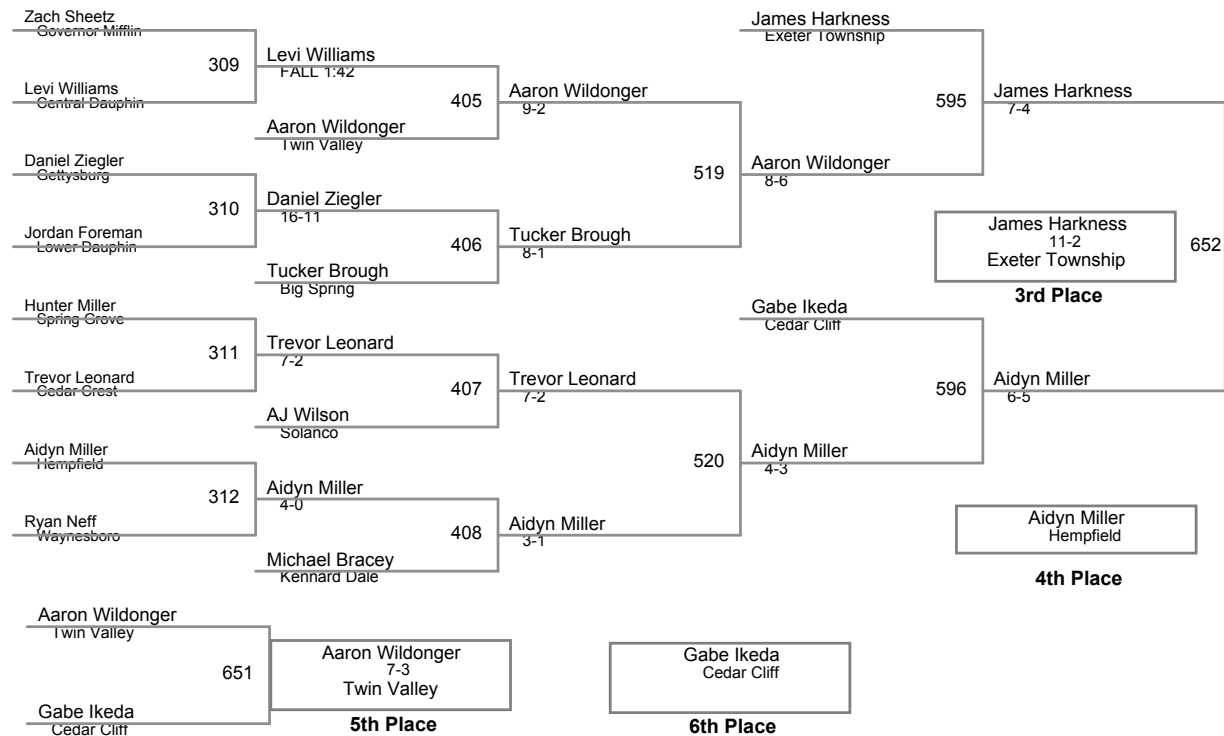 Zach Sheetz
Governor Mifflin
309
Levi Williams
Central Dauphin
Daniel Ziegler
Gettysburg
310
Jordan Foreman
Lower Dauphin
Hunter Miller
Spring Grove
311
Trevor Leonard
Cedar Crest
Aidyn Miller
Hempfield
312
Ryan Neff
Waynesboro
Levi Williams
FALL 1:42
405
Aaron Wildonger
Twin Valley
Daniel Ziegler
16-11
406
Tucker Brough
Big Spring
Trevor Leonard
7-2
407
AJ Wilson
Solanco
Aidyn Miller
4-0
408
Michael Bracey
Kennard Dale
Aaron Wildonger
9-2
519
Tucker Brough
8-1
Trevor Leonard
7-2
520
Aidyn Miller
3-1
James Harkness
Exeter Township
595
Aaron Wildonger
8-6
Gabe Ikeda
Cedar Cliff
596
Aidyn Miller
4-3
James Harkness
7-4
James Harkness
11-2
Exeter Township
652
3rd Place
Aidyn Miller
6-5
Aidyn Miller
Hempfield
4th Place
Aaron Wildonger
Twin Valley
651
Gabe Ikeda
Cedar Cliff
Aaron Wildonger
7-3
Twin Valley
5th Place
Gabe Ikeda
Cedar Cliff
6th Place